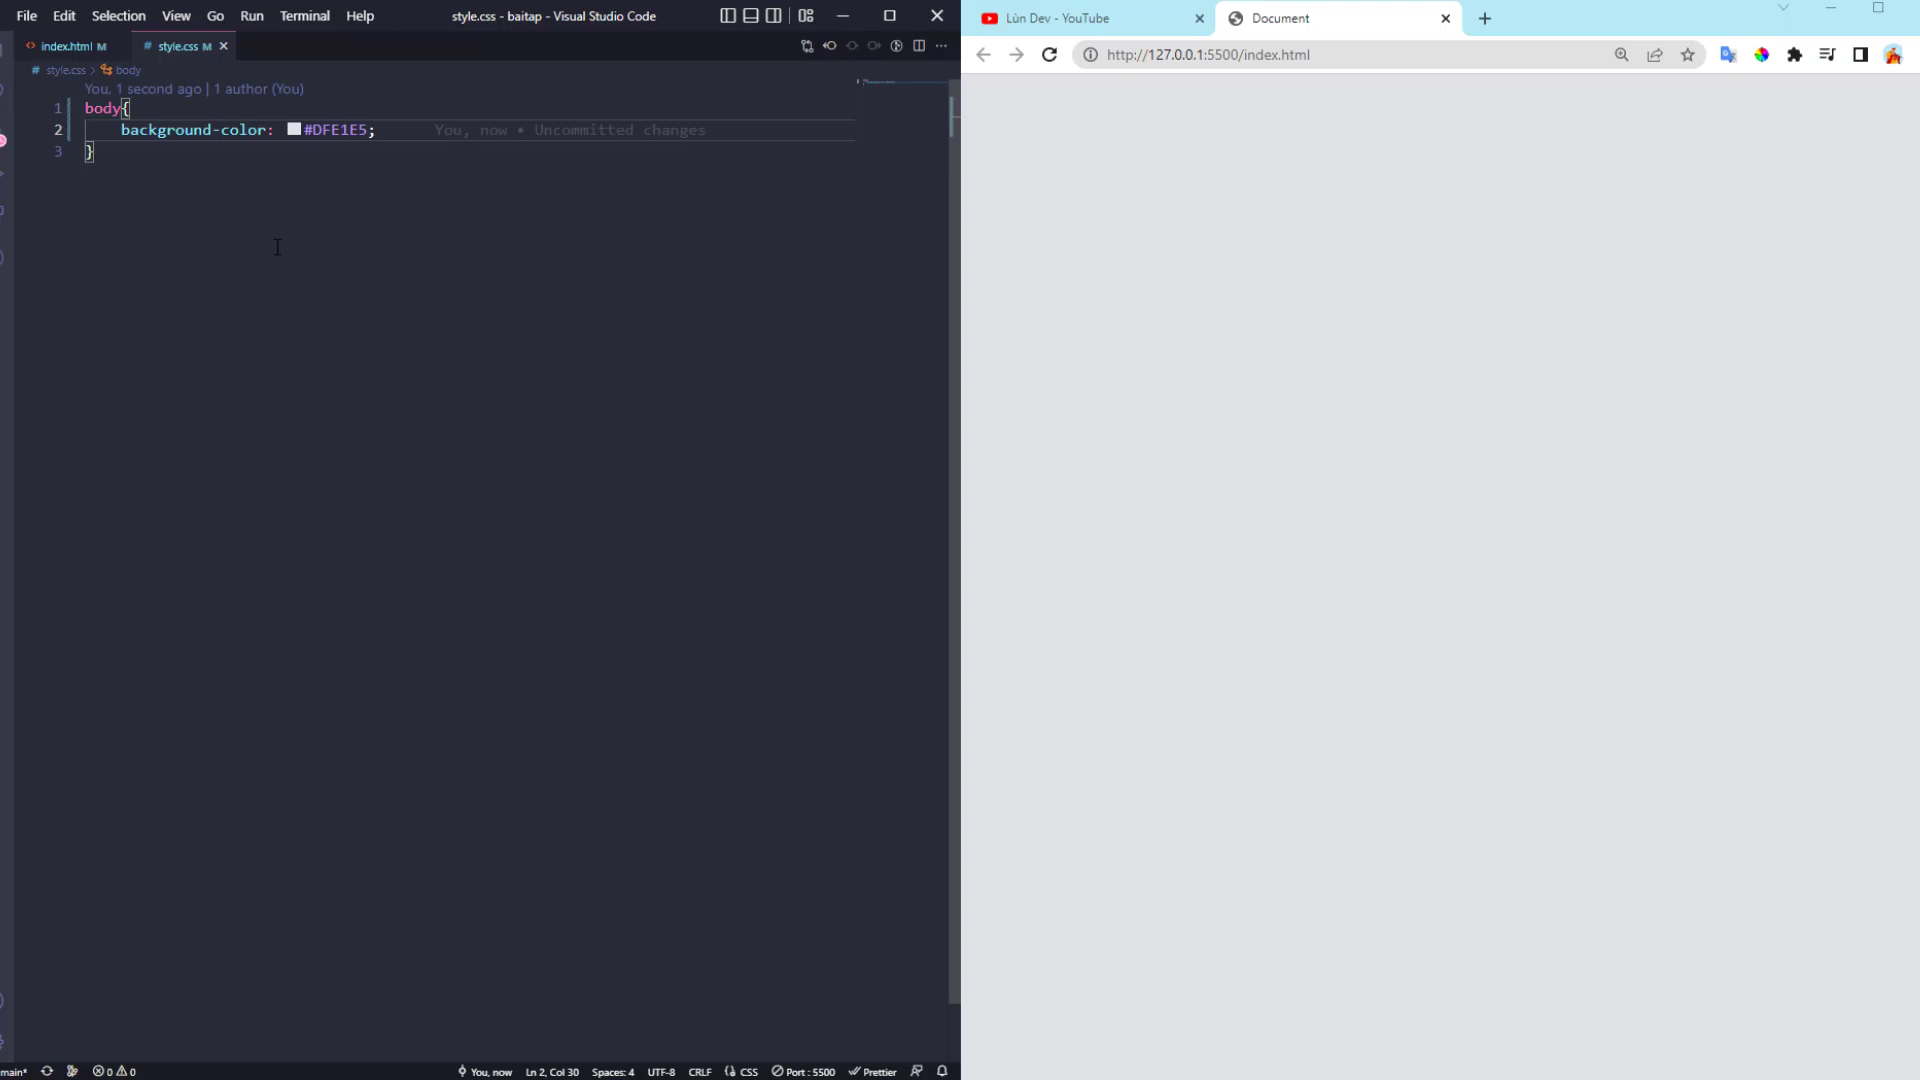 File Edit Selection View Go Run Terminal Help style.css - baitap - Visual Studio Code
Lùn Dev - YouTube
Document
index.html M
style.css M
http://127.0.0.1:5500/index.html
style.css > body
You, 1 second ago | 1 author (You)
1 body{
2 background-color: #DFE1E5; You, now • Uncommitted changes
3 }
main* 0 0 You, now Ln 2, Col 30 Spaces: 4 UTF-8 CRLF CSS Port : 5500 Prettier